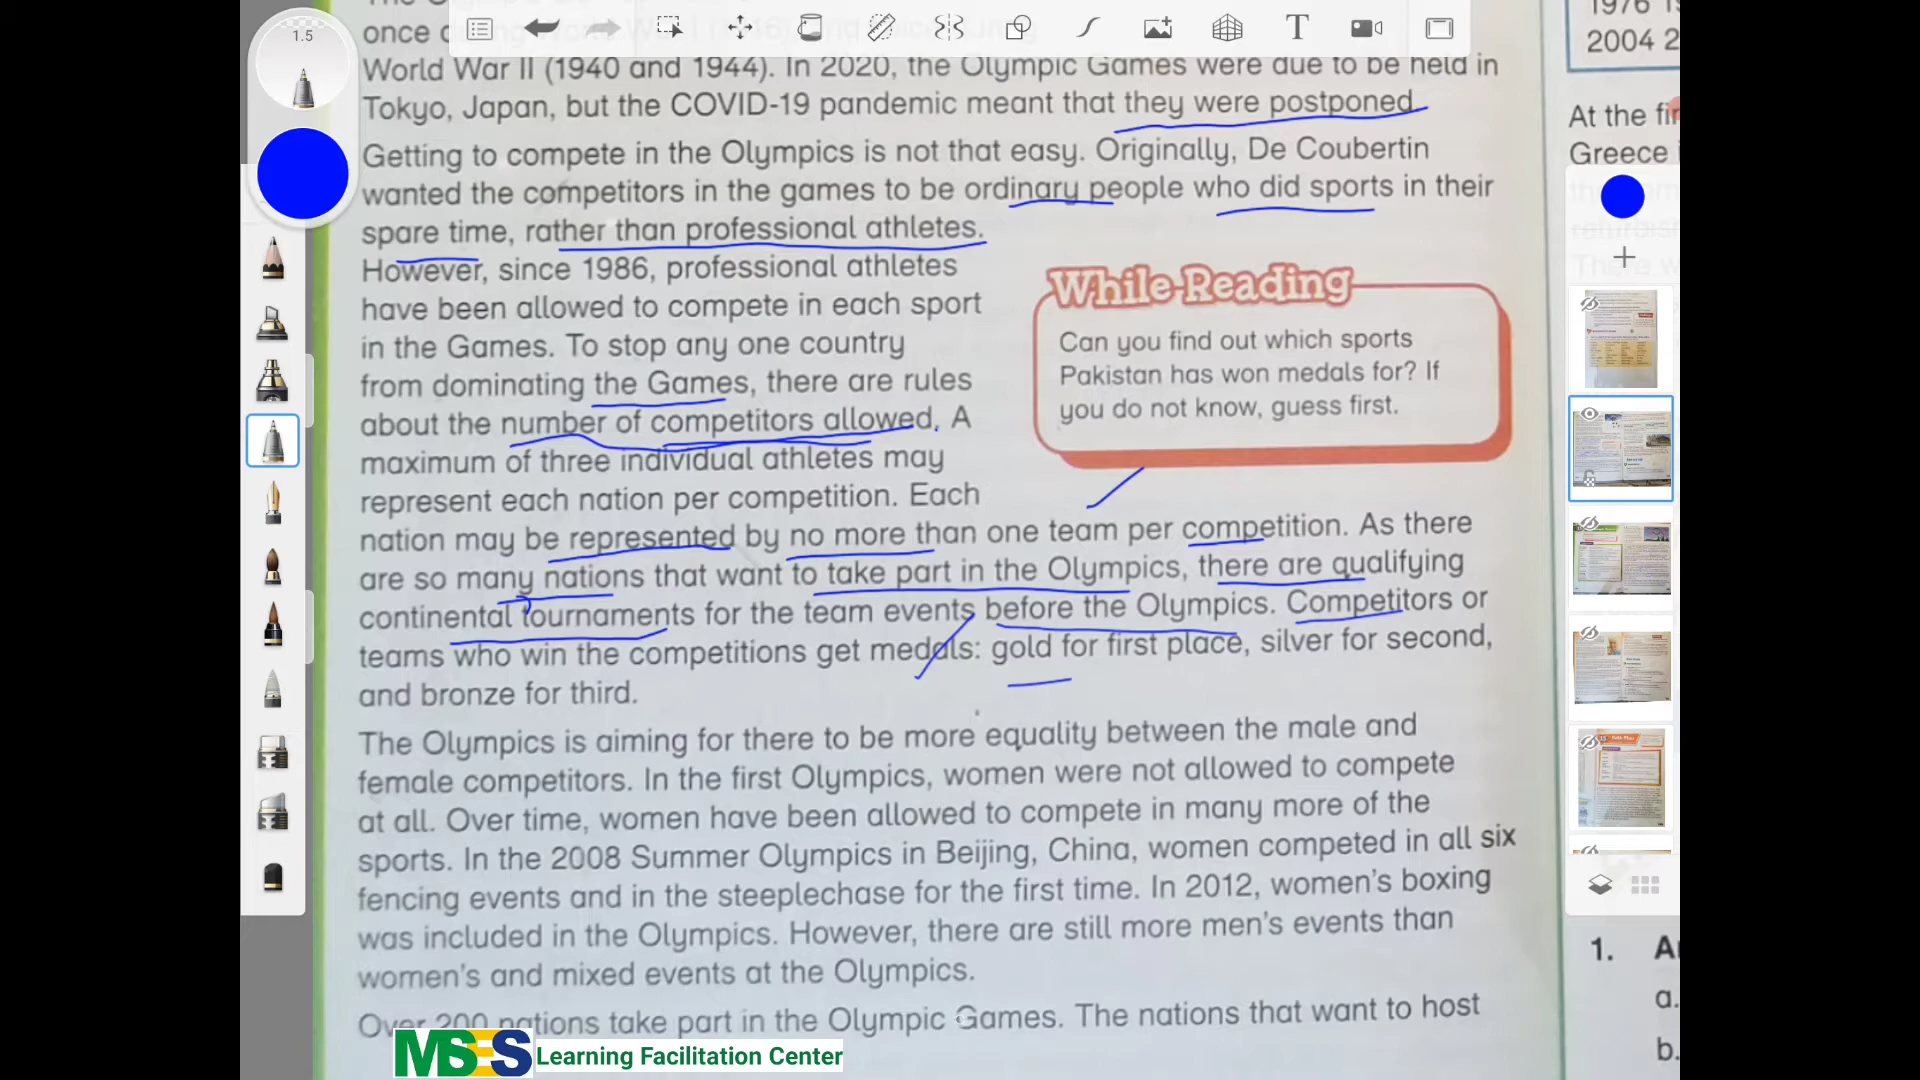 1.5
once
World War II (1940 and 1944). In 2020, the Olympic Games were due to be held in
Tokyo, Japan, but the COVID-19 pandemic meant that they were postponed.
Getting to compete in the Olympics is not that easy. Originally, De Coubertin
wanted the competitors in the games to be ordinary people who did sports in their
spare time, rather than professional athletes.
However, since 1986, professional athletes
have been allowed to compete in each sport
in the Games. To stop any one country
from dominating the Games, there are rules
about the number of competitors allowed. A
maximum of three individual athletes may
represent each nation per competition. Each
nation may be represented by no more than one team per competition. As there
are so many nations that want to take part in the Olympics, there are qualifying
continental tournaments for the team events before the Olympics. Competitors or
teams who win the competitions get medals: gold for first place, silver for second,
and bronze for third.
While Reading
Can you find out which sports
Pakistan has won medals for? If
you do not know, guess first.
The Olympics is aiming for there to be more equality between the male and
female competitors. In the first Olympics, women were not allowed to compete
at all. Over time, women have been allowed to compete in many more of the
sports. In the 2008 Summer Olympics in Beijing, China, women competed in all six
fencing events and in the steeplechase for the first time. In 2012, women's boxing
was included in the Olympics. However, there are still more men's events than
women's and mixed events at the Olympics.
Over 200 nations take part in the Olympic Games. The nations that want to host
MSES Learning Facilitation Center
1976
2004 2
At the fir
Greece
1. A
a.
b.